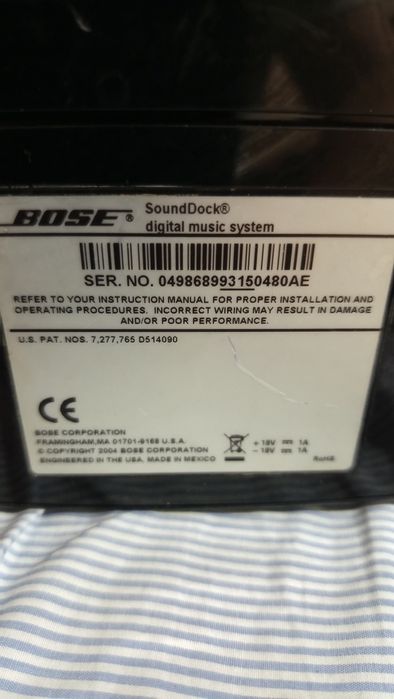 BOSE® SoundDock®
digital music system
SER. NO. 049868993150480AE
REFER TO YOUR INSTRUCTION MANUAL FOR PROPER INSTALLATION AND
OPERATING PROCEDURES. INCORRECT WIRING MAY RESULT IN DAMAGE
AND/OR POOR PERFORMANCE.
U.S. PAT. NOS. 7,277,765 D514090
CE
BOSE CORPORATION
FRAMINGHAM, MA 01701-9168 U.S.A.
© COPYRIGHT 2004 BOSE CORPORATION
ENGINEERED IN THE USA. MADE IN MEXICO
+ 18V ⎓ 1A
- 18V ⎓ 1A
RoHS